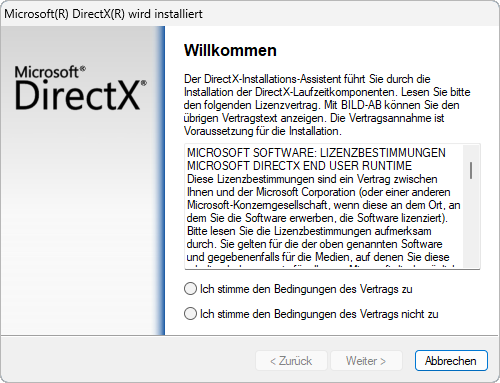 Microsoft(R) DirectX(R) wird installiert
Microsoft®
DirectX®
Willkommen
Der DirectX-Installations-Assistent führt Sie durch die
Installation der DirectX-Laufzeitkomponenten. Lesen Sie bitte
den folgenden Lizenzvertrag. Mit BILD-AB können Sie den
übrigen Vertragstext anzeigen. Die Vertragsannahme ist
Voraussetzung für die Installation.
MICROSOFT SOFTWARE: LIZENZBESTIMMUNGEN
MICROSOFT DIRECTX END USER RUNTIME
Diese Lizenzbestimmungen sind ein Vertrag zwischen
Ihnen und der Microsoft Corporation (oder einer anderen
Microsoft-Konzerngesellschaft, wenn diese an dem Ort, an
dem Sie die Software erwerben, die Software lizenziert).
Bitte lesen Sie die Lizenzbestimmungen aufmerksam
durch. Sie gelten für die der oben genannten Software
und gegebenenfalls für die Medien, auf denen Sie diese
Ich stimme den Bedingungen des Vertrags zu
Ich stimme den Bedingungen des Vertrags nicht zu
< Zurück
Weiter >
Abbrechen